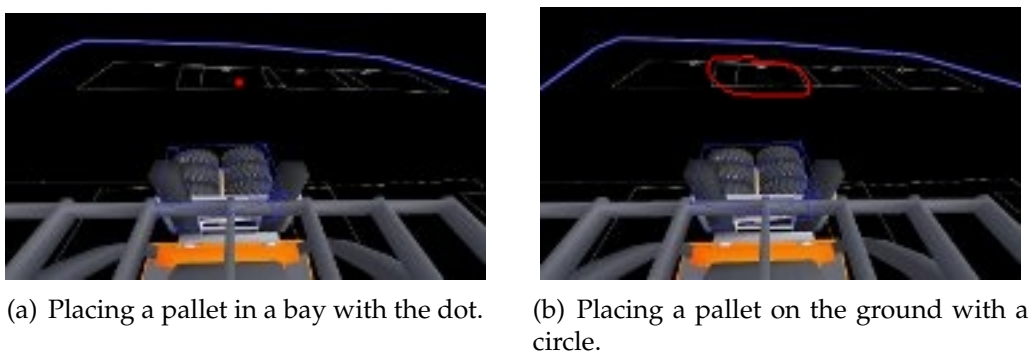 (a) Placing a pallet in a bay with the dot.
(b) Placing a pallet on the ground with a
circle.